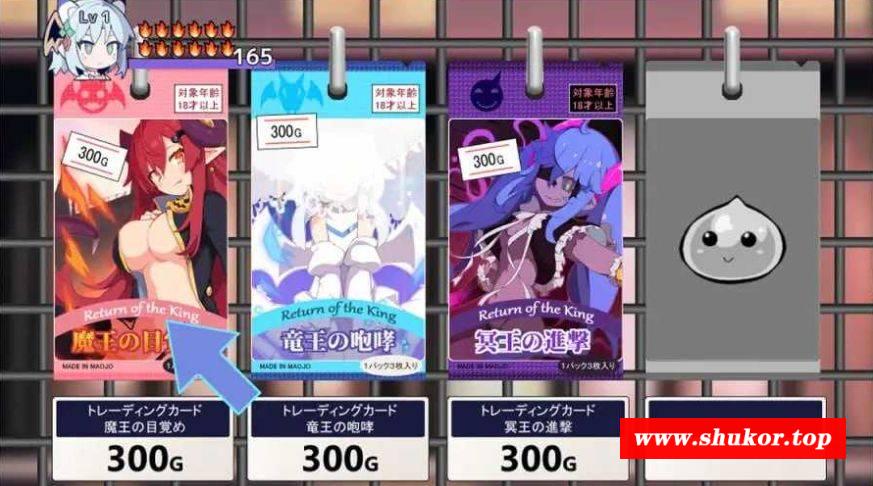 Lv 1
165
対象年齢
18才以上
300G
Return of the King
魔王の目
MADE IN MAOJO
対象年齢
18才以上
300G
Return of the King
竜王の咆哮
MADE IN MAOJO
1パック3枚入り
対象年齢
18才以上
300G
Return of the King
冥王の進撃
MADE IN MAOJO
1パック3枚入り
トレーディングカード
魔王の目覚め
300G
トレーディングカード
竜王の咆哮
300G
トレーディングカード
冥王の進撃
300G
www.shukor.top